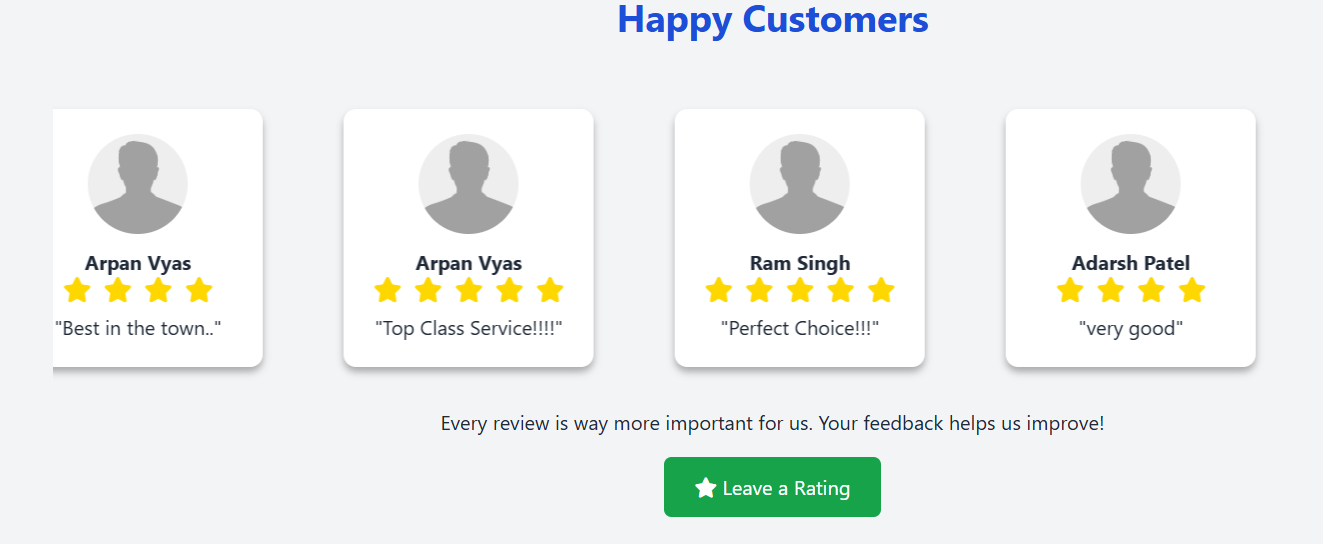 Happy Customers
Arpan Vyas
"Best in the town.."
Arpan Vyas
"Top Class Service!!!!"
Ram Singh
"Perfect Choice!!!"
Adarsh Patel
"very good"
Every review is way more important for us. Your feedback helps us improve!
Leave a Rating